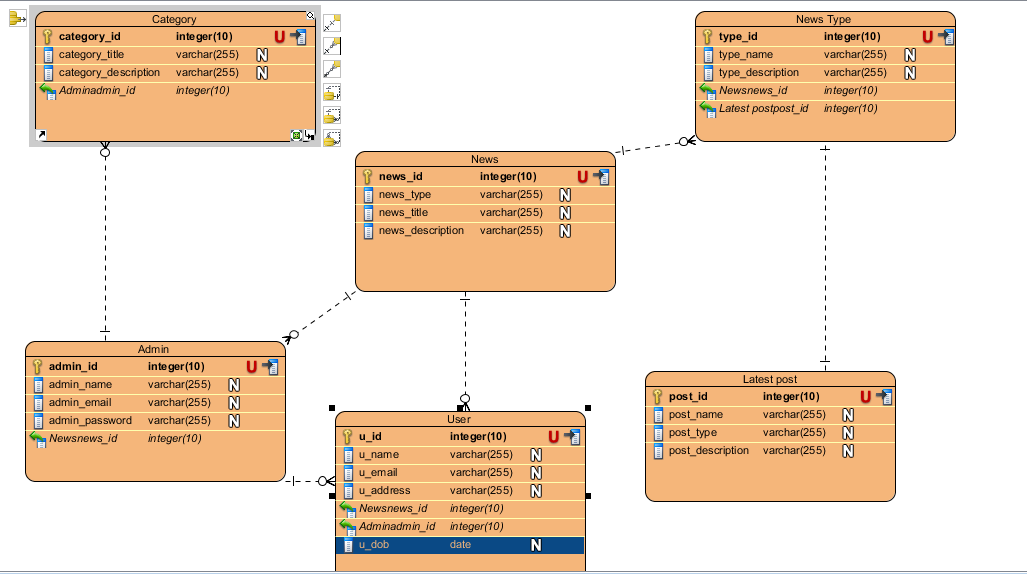 Category
category_id integer(10) U
category_title varchar(255) N
category_description varchar(255) N
Adminadmin_id integer(10)
News Type
type_id integer(10) U
type_name varchar(255) N
type_description varchar(255) N
Newsnews_id integer(10)
Latest postpost_id integer(10)
News
news_id integer(10) U
news_type varchar(255) N
news_title varchar(255) N
news_description varchar(255) N
Admin
admin_id integer(10) U
admin_name varchar(255) N
admin_email varchar(255) N
admin_password varchar(255) N
Newsnews_id integer(10)
User
u_id integer(10) U
u_name varchar(255) N
u_email varchar(255) N
u_address varchar(255) N
Newsnews_id integer(10)
Adminadmin_id integer(10)
u_dob date N
Latest post
post_id integer(10) U
post_name varchar(255) N
post_type varchar(255) N
post_description varchar(255) N